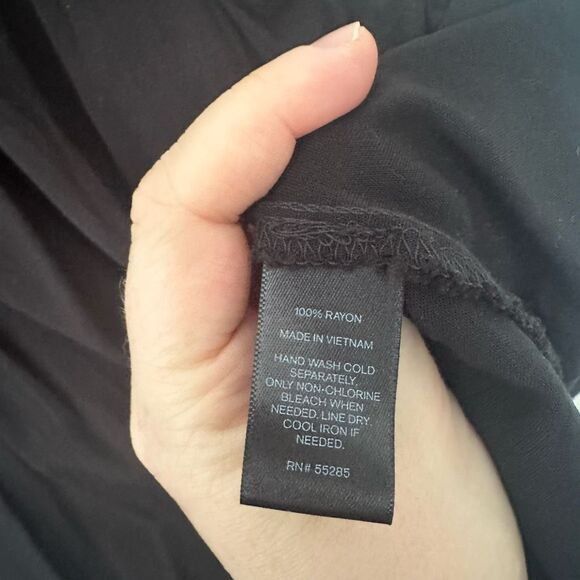 100% RAYON
MADE IN VIETNAM
HAND WASH COLD
SEPARATELY.
ONLY NON-CHLORINE
BLEACH WHEN
NEEDED. LINE DRY.
COOL IRON IF
NEEDED.
RN# 55285